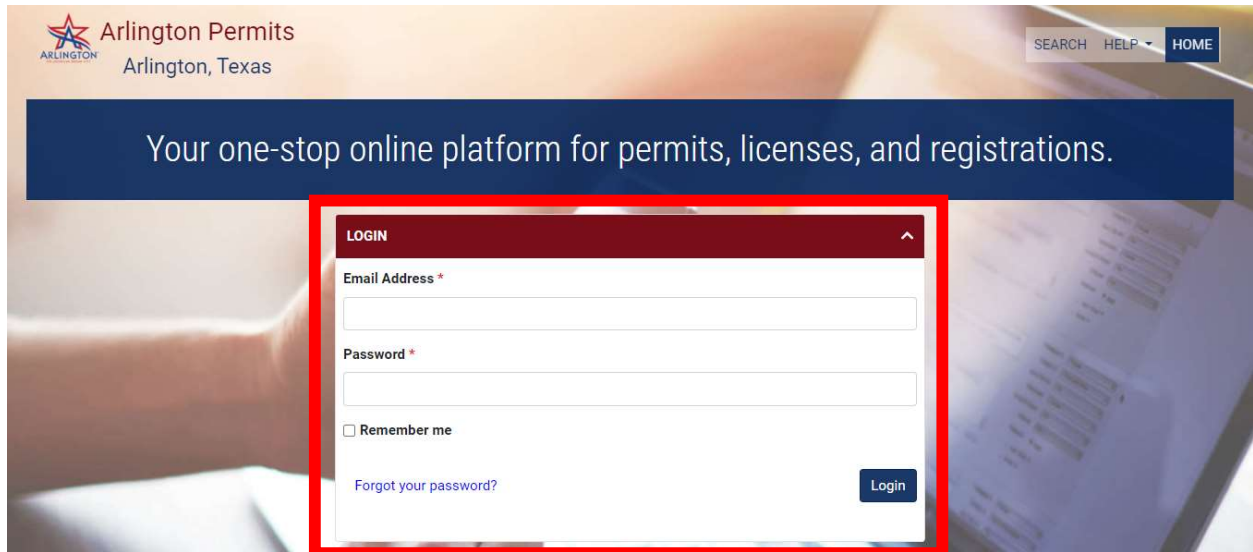 Arlington Permits
ARLINGTON
Arlington, Texas
SEARCH HELP HOME
Your one-stop online platform for permits, licenses, and registrations.
LOGIN
Email Address *
Password *
Remember me
Forgot your password?
Login